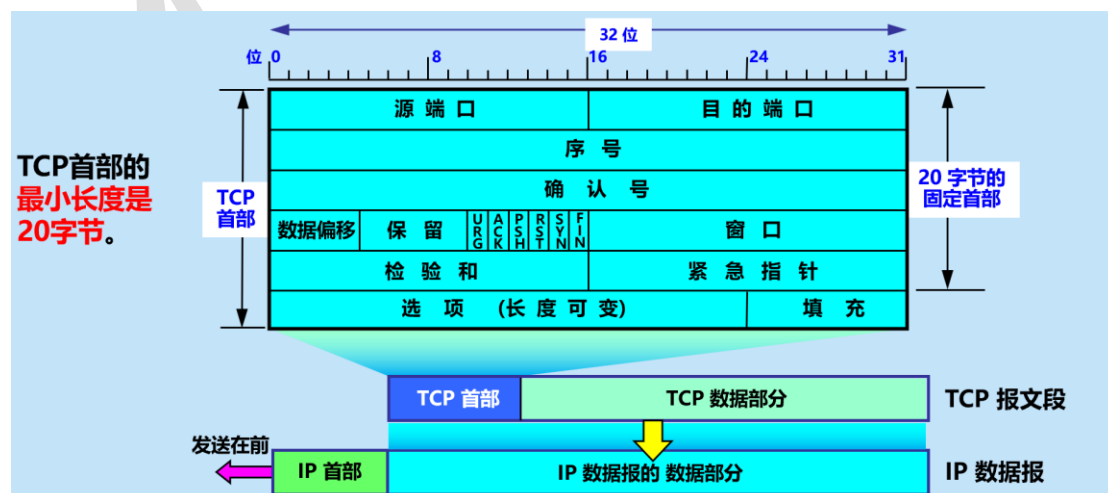 32 位
位 0 8 16 24 31
源 端 口 目 的 端 口
序 号
TCP首部的
最小长度是
20字节。
TCP
首部
确 认 号
20 字节的
固定首部
数据偏移 保 留 URG ACK PSH RST SYN FIN 窗 口
检 验 和 紧 急 指 针
选 项 (长 度 可 变) 填 充
TCP 首部 TCP 数据部分 TCP 报文段
发送在前
IP 首部 IP 数据报的 数据部分 IP 数据报